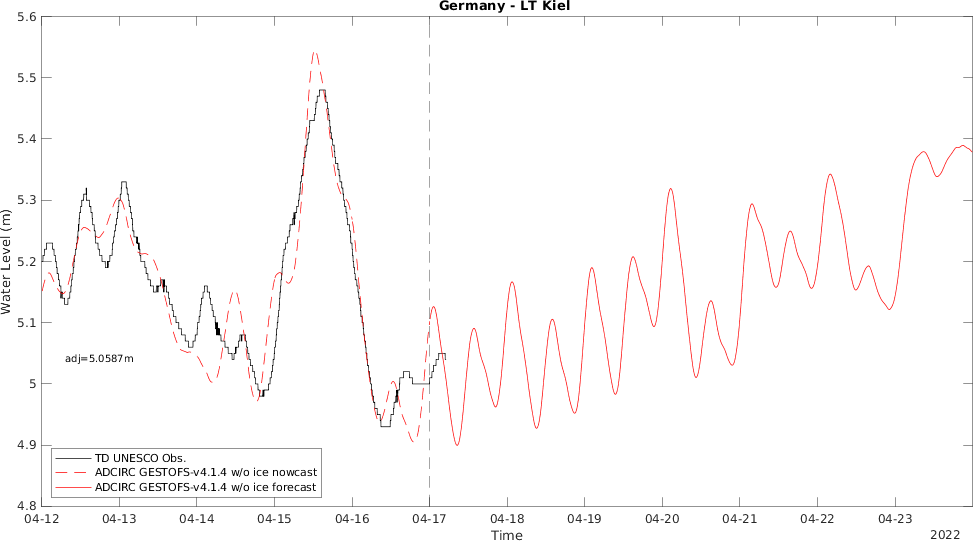 Germany - LT Kiel
5.6
5.5
5.4
5.3
5.2
5.1
5
4.9
4.8
Water Level (m)
adj=5.0587m
TD UNESCO Obs.
ADCIRC GESTOFS-v4.1.4 w/o ice nowcast
ADCIRC GESTOFS-v4.1.4 w/o ice forecast
04-12 04-13 04-14 04-15 04-16 04-17 04-18 04-19 04-20 04-21 04-22 04-23
Time
2022